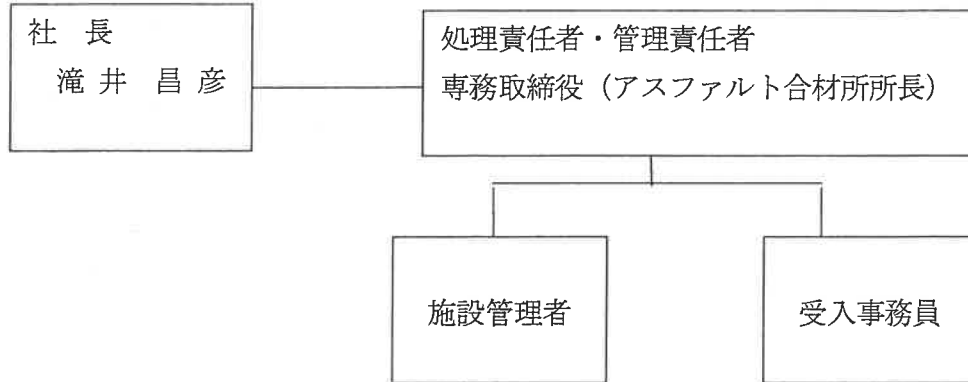 社 長
滝 井 昌 彦
処理責任者・管理責任者
専務取締役（アスファルト合材所所長）
施設管理者
受入事務員